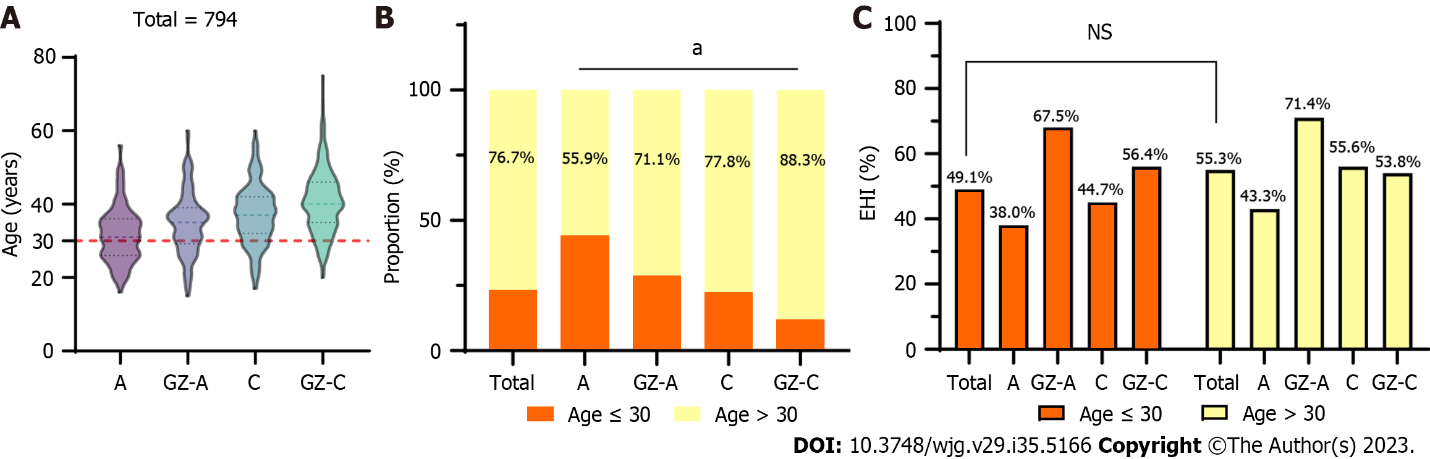 A
Total = 794
Age (years)
80
60
40
30
20
0
A GZ-A C GZ-C
B
a
Proportion (%)
100
50
0
76.7% 55.9% 71.1% 77.8% 88.3%
Total A GZ-A C GZ-C
Age ≤ 30 Age > 30
C
NS
EHI (%)
100
80
60
40
20
0
49.1% 38.0% 67.5% 44.7% 56.4% 55.3% 43.3% 71.4% 55.6% 53.8%
Total A GZ-A C GZ-C Total A GZ-A C GZ-C
Age ≤ 30 Age > 30
DOI: 10.3748/wjg.v29.i35.5166 Copyright ©The Author(s) 2023.